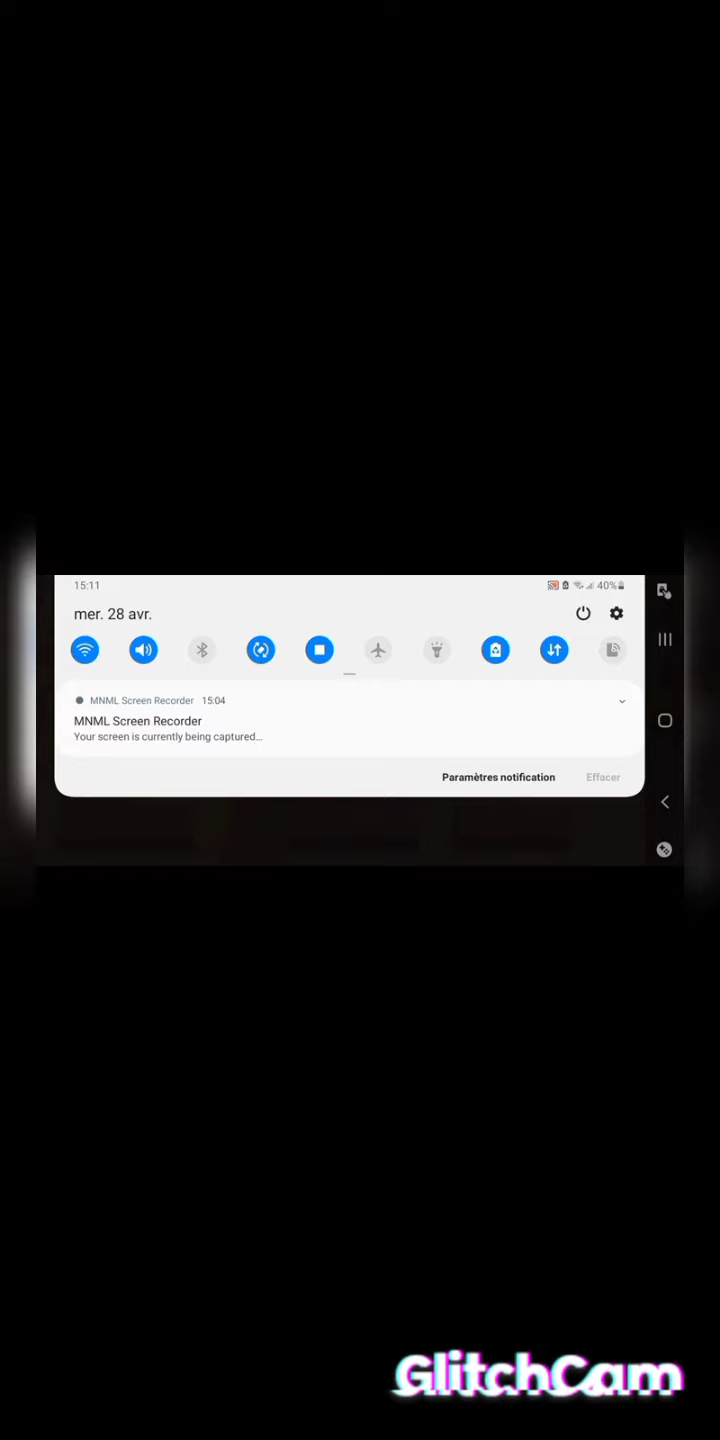 15:11
40%
mer. 28 avr.
MNML Screen Recorder 15:04
MNML Screen Recorder
Your screen is currently being captured...
Paramètres notification
Effacer
GlitchCam